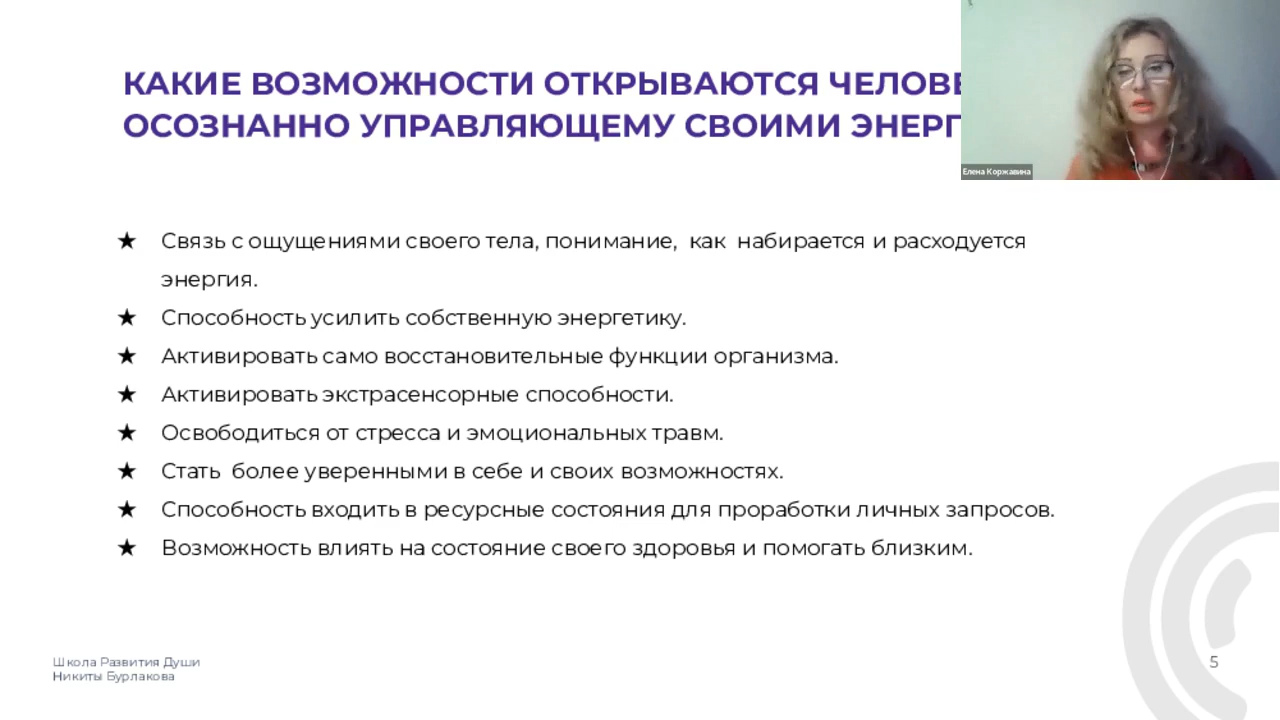 КАКИЕ ВОЗМОЖНОСТИ ОТКРЫВАЮТСЯ
ОСОЗНАННО УПРАВЛЯЮЩЕМУ СВОИМИ
Елена Коржавина
★ Связь с ощущениями своего тела, понимание, как набирается и расходуется
энергия.
★ Способность усилить собственную энергетику.
★ Активировать само восстановительные функции организма.
★ Активировать экстрасенсорные способности.
★ Освободиться от стресса и эмоциональных травм.
★ Стать более уверенными в себе и своих возможностях.
★ Способность входить в ресурсные состояния для проработки личных запросов.
★ Возможность влиять на состояние своего здоровья и помогать близким.
Школа Развития Души
Никиты Бурлакова
5